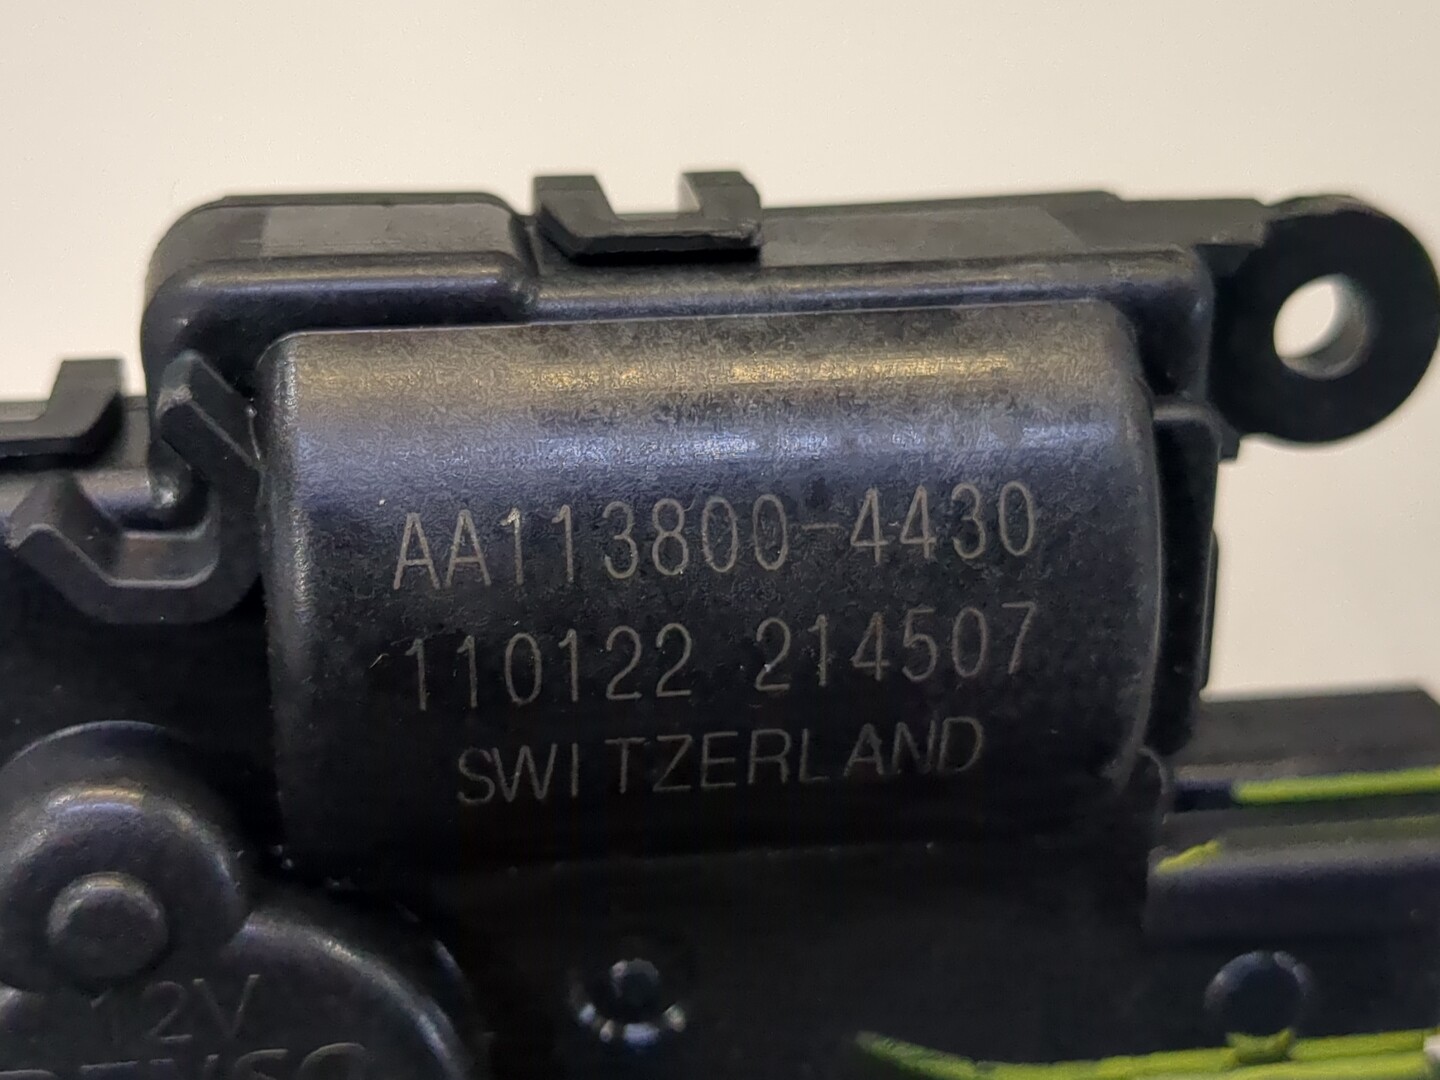 AA113800-4430
110122 214507
SWITZERLAND
12V